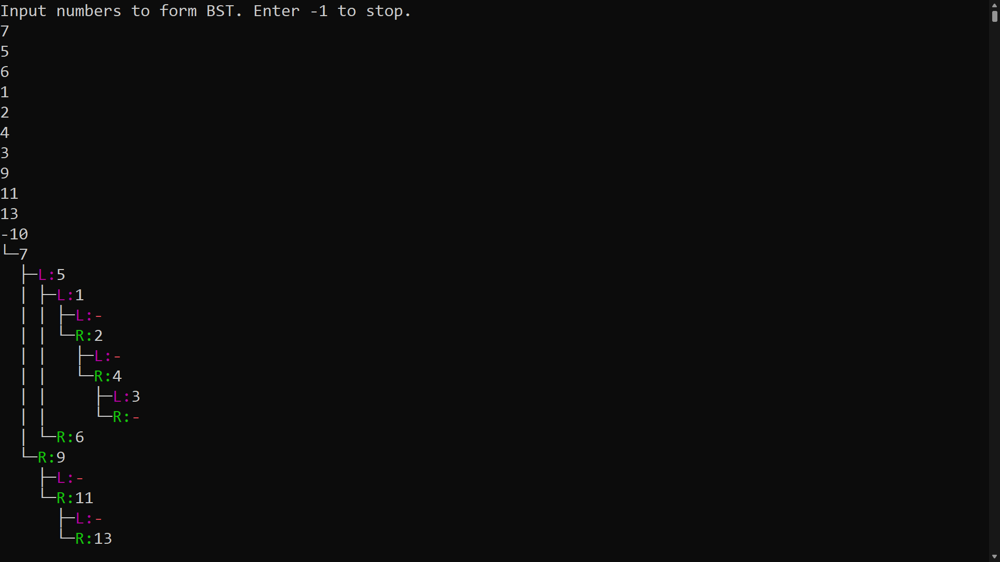 Input numbers to form BST. Enter -1 to stop.
7
5
6
1
2
4
3
9
11
13
-10
└─7
  ├─L:5
  │ ├─L:1
  │ │ ├─L:-
  │ │ └─R:2
  │ │   ├─L:-
  │ │   └─R:4
  │ │     ├─L:3
  │ │     └─R:-
  │ └─R:6
  └─R:9
    ├─L:-
    └─R:11
      ├─L:-
      └─R:13